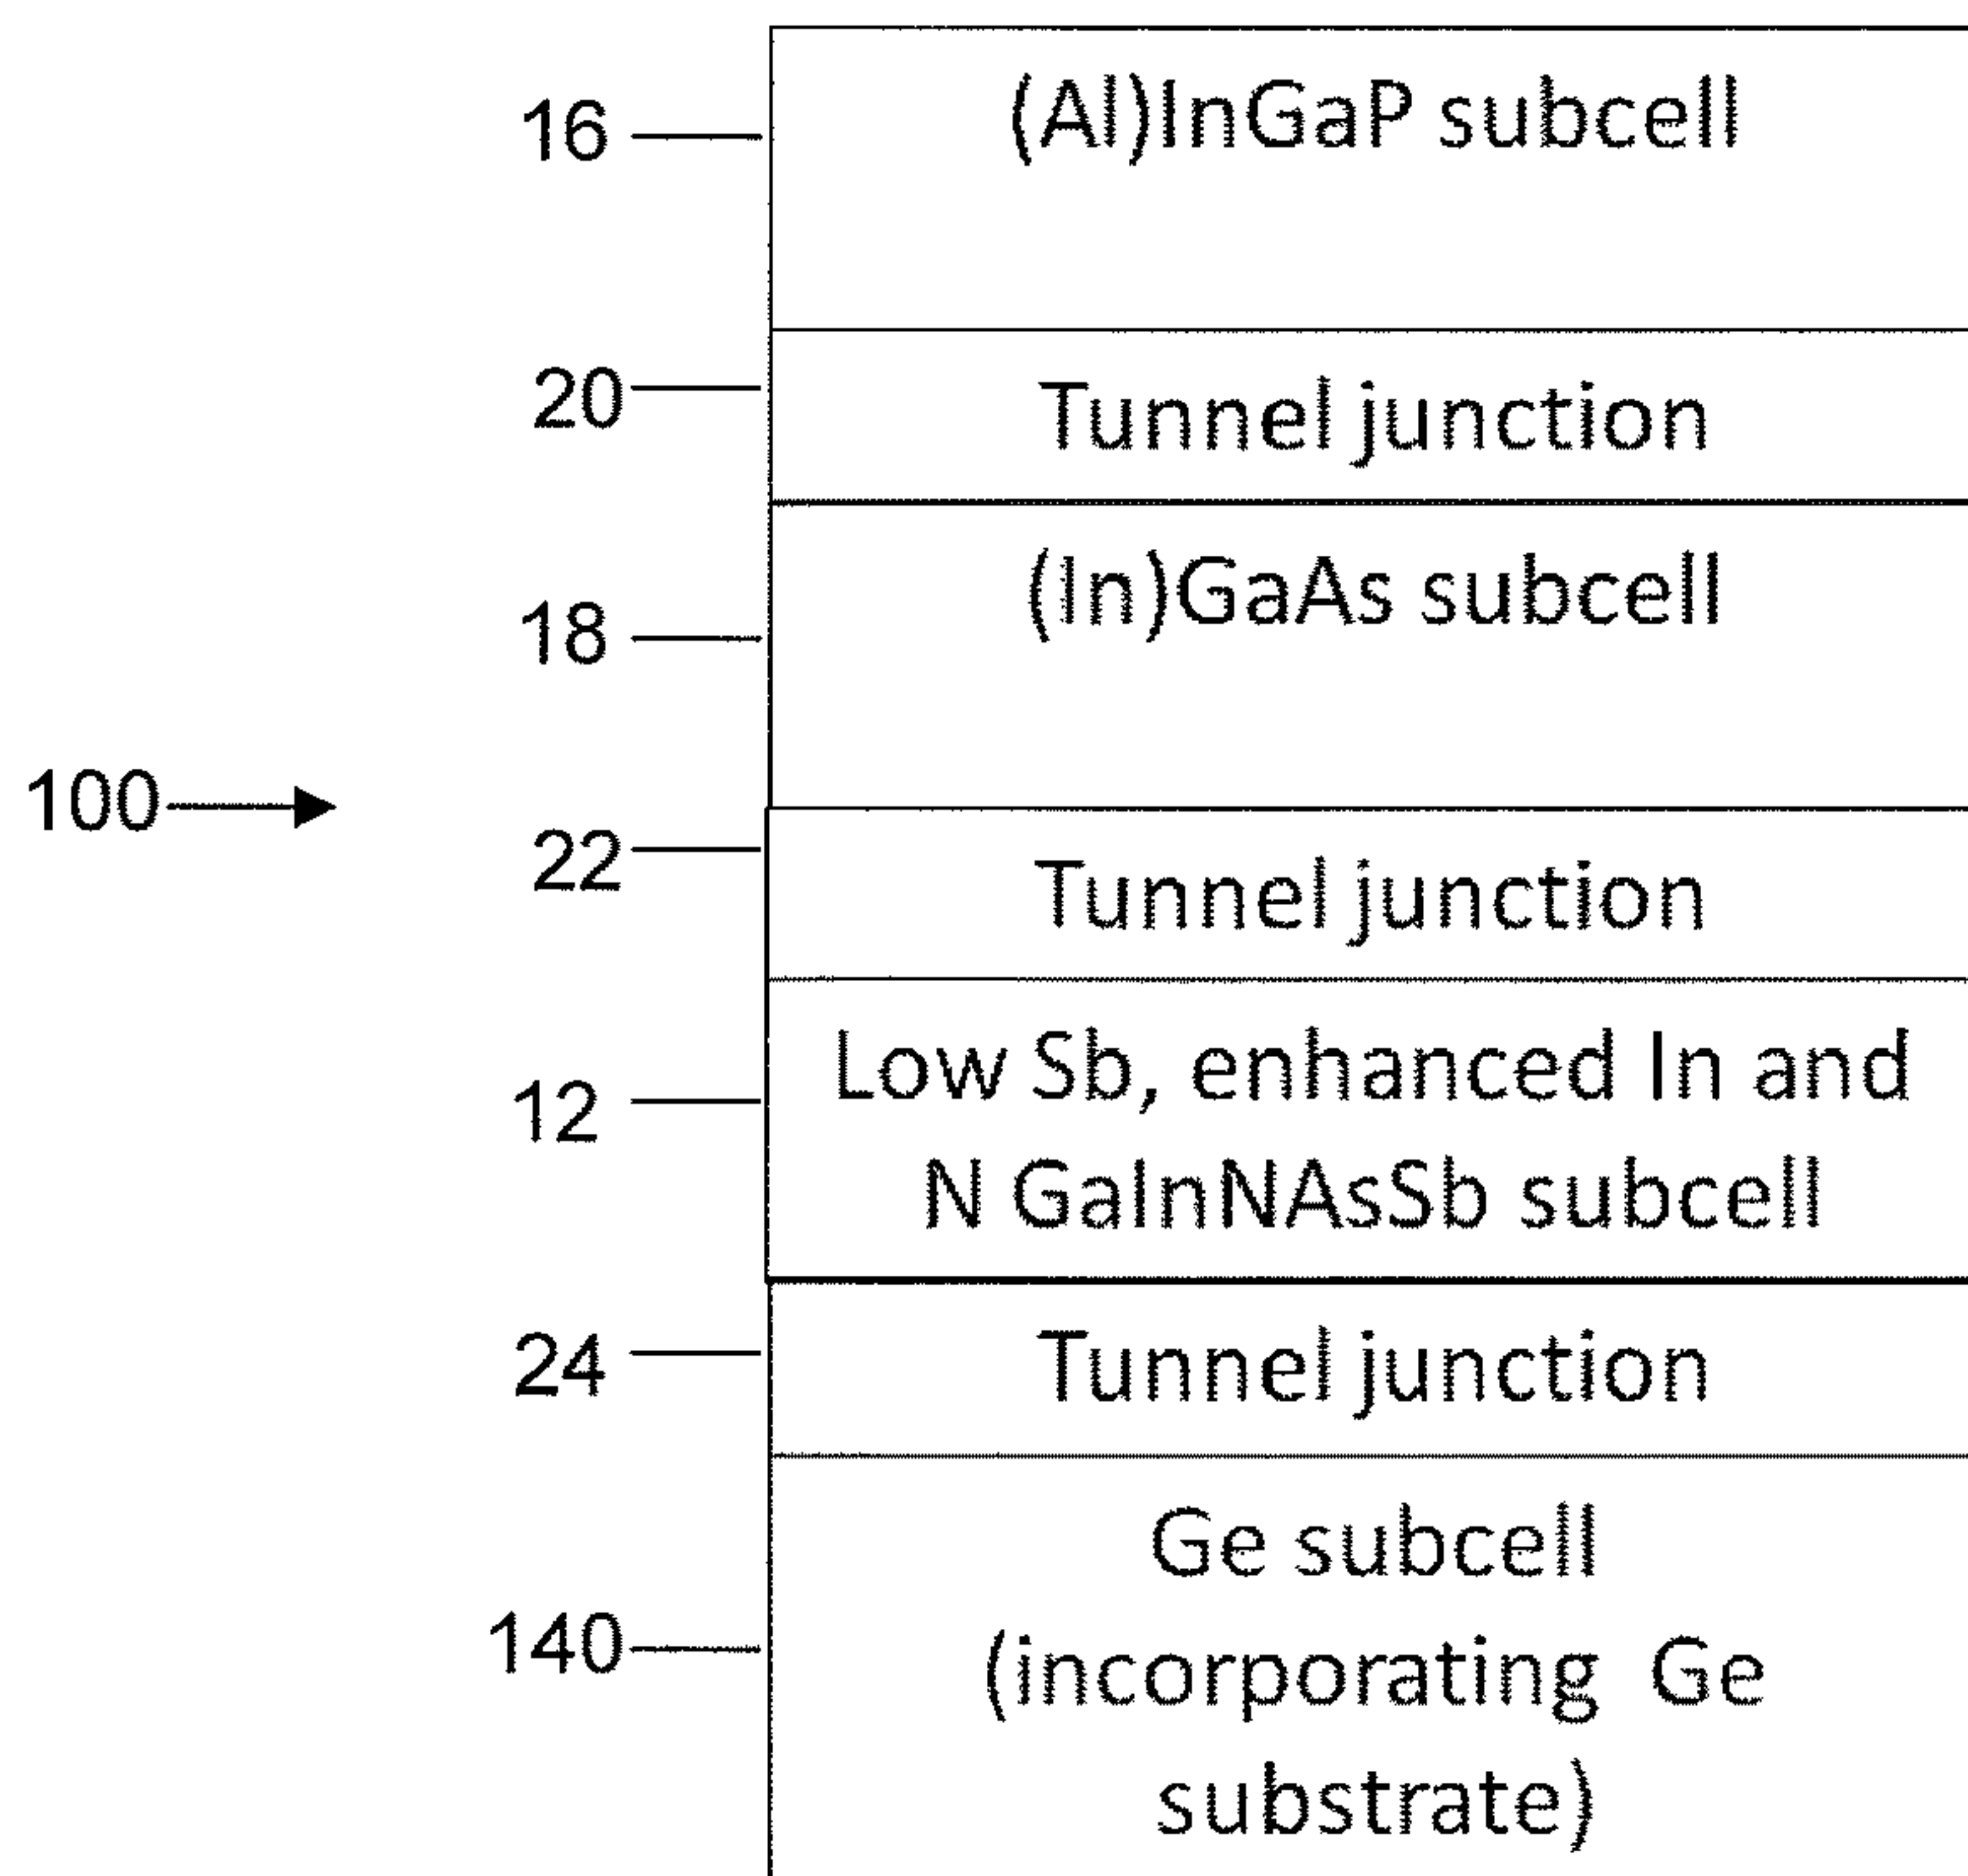 16
(Al)InGaP subcell
20
Tunnel junction
18
(In)GaAs subcell
100
22
Tunnel junction
12
Low Sb, enhanced In and
N GaInNAsSb subcell
24
Tunnel junction
140
Ge subcell
(incorporating Ge
substrate)